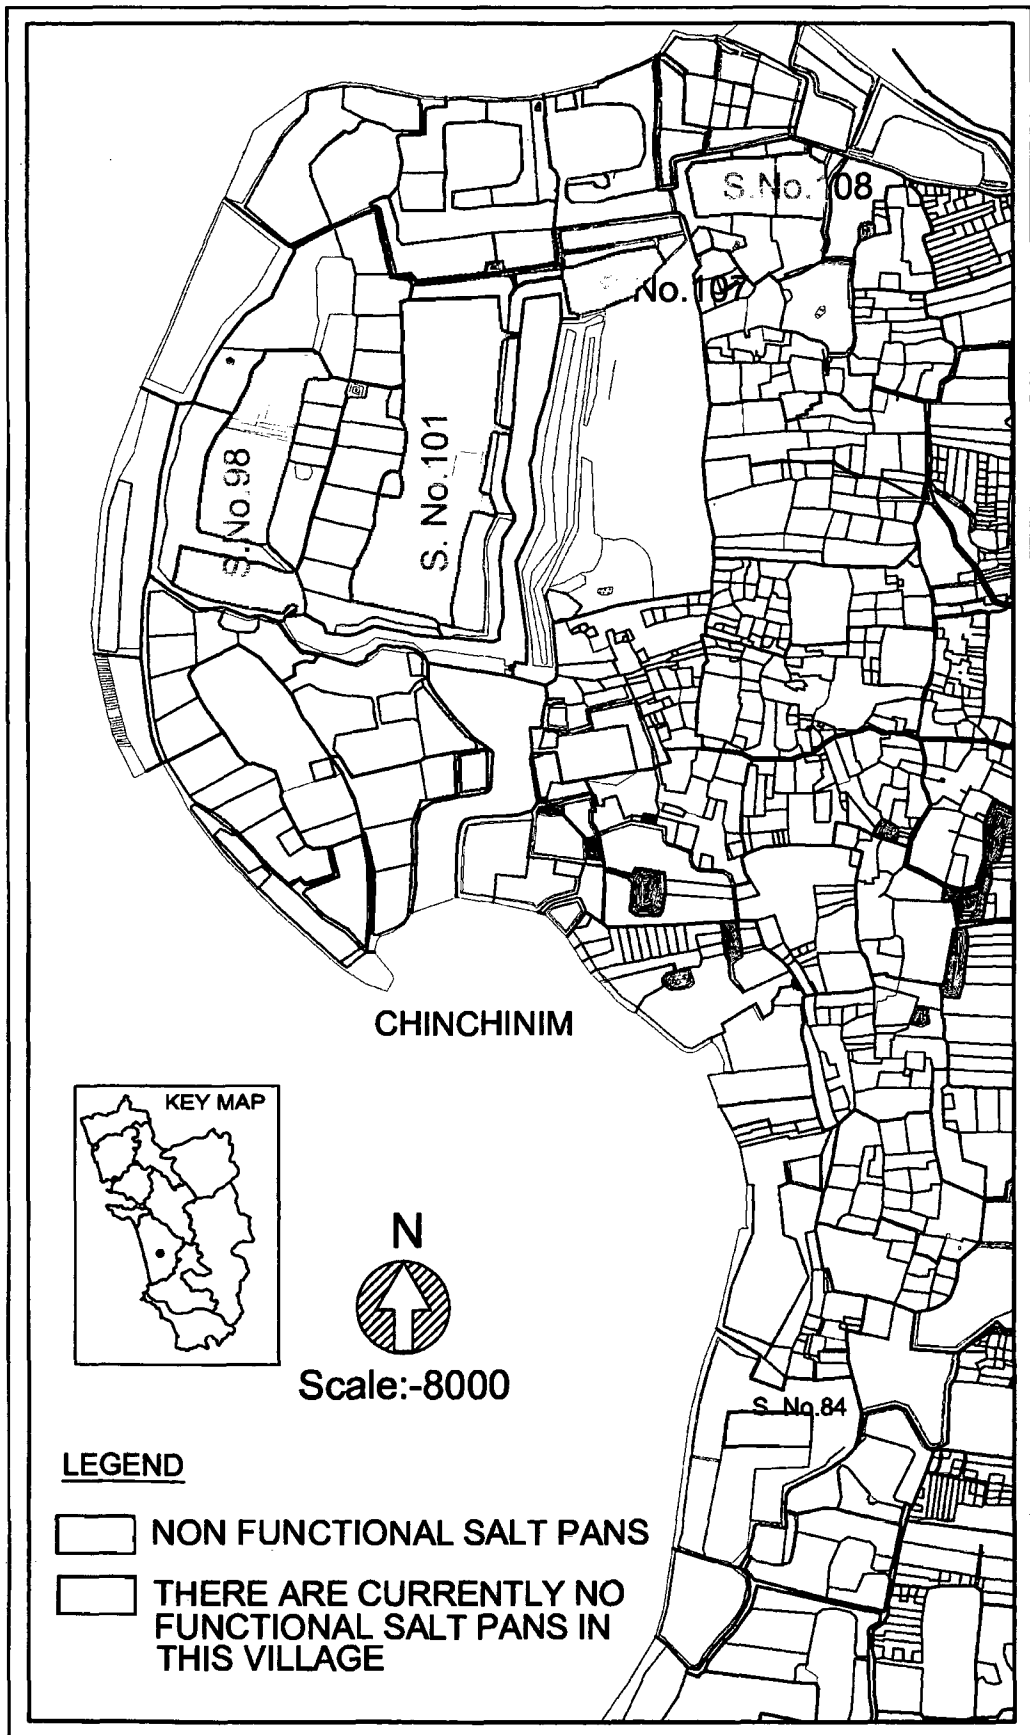 S.No.108
No.107
S.No.98
S. No.101
CHINCHINIM
KEY MAP
N
Scale:-8000
S. No.84
LEGEND
NON FUNCTIONAL SALT PANS
THERE ARE CURRENTLY NO
FUNCTIONAL SALT PANS IN
THIS VILLAGE